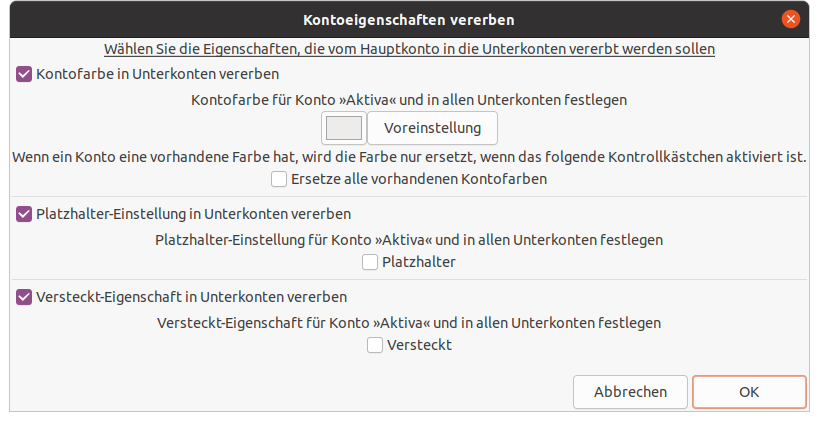 Kontoeigenschaften vererben
Wählen Sie die Eigenschaften, die vom Hauptkonto in die Unterkonten vererbt werden sollen
Kontofarbe in Unterkonten vererben
Kontofarbe für Konto »Aktiva« und in allen Unterkonten festlegen
Voreinstellung
Wenn ein Konto eine vorhandene Farbe hat, wird die Farbe nur ersetzt, wenn das folgende Kontrollkästchen aktiviert ist.
Ersetze alle vorhandenen Kontofarben
Platzhalter-Einstellung in Unterkonten vererben
Platzhalter-Einstellung für Konto »Aktiva« und in allen Unterkonten festlegen
Platzhalter
Versteckt-Eigenschaft in Unterkonten vererben
Versteckt-Eigenschaft für Konto »Aktiva« und in allen Unterkonten festlegen
Versteckt
Abbrechen
OK